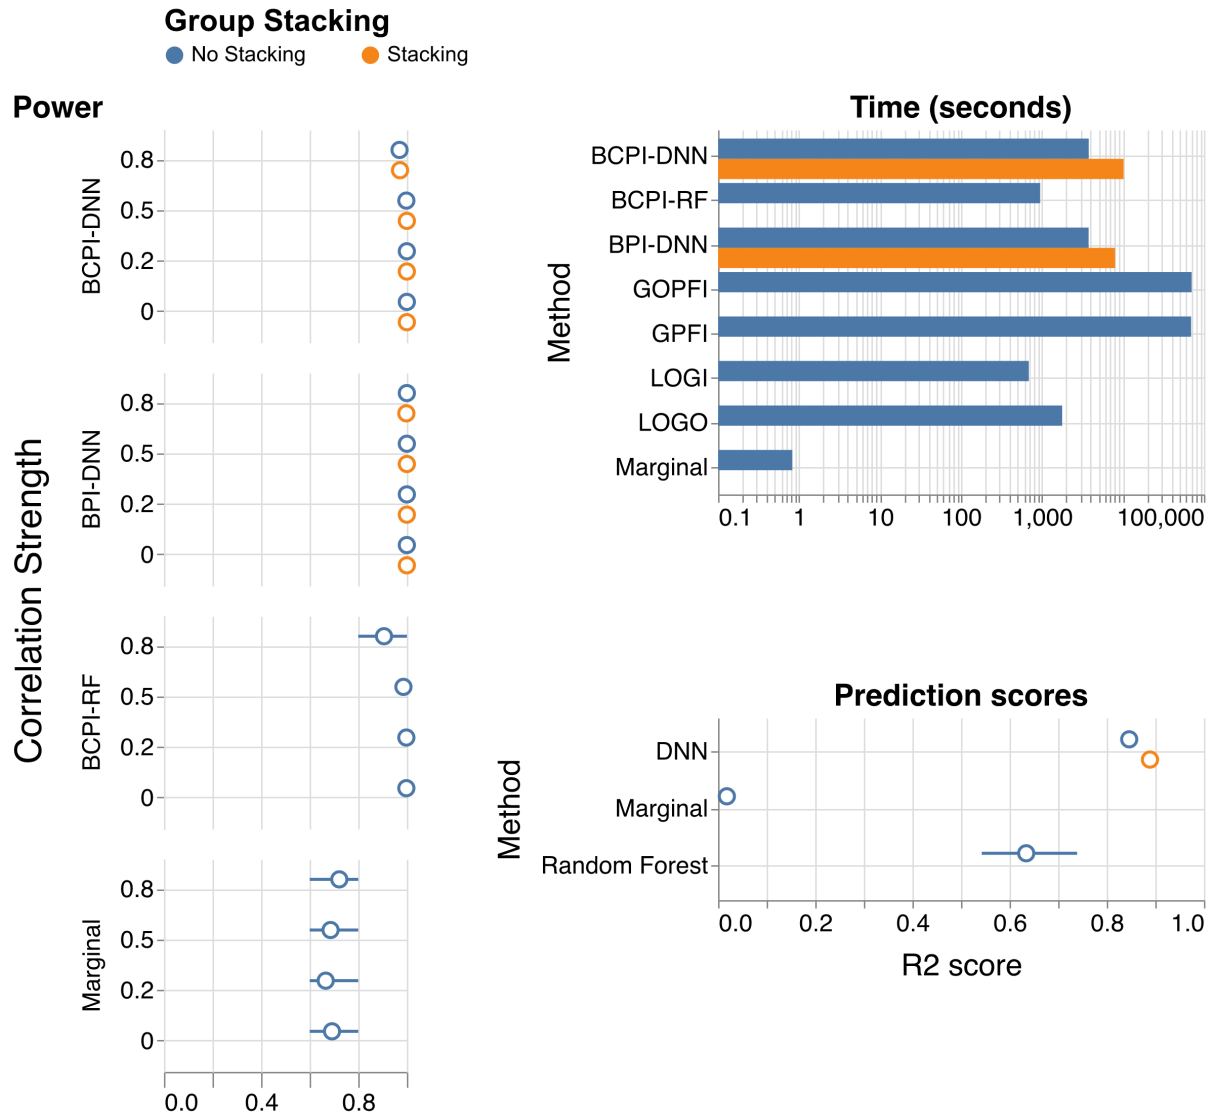 Group Stacking
No Stacking
Stacking
Power
Correlation Strength
BCPI-DNN
0.8
0.5
0.2
0
BPI-DNN
0.8
0.5
0.2
0
BCPI-RF
0.8
0.5
0.2
0
Marginal
0.8
0.5
0.2
0
0.0 0.4 0.8
Time (seconds)
Method
BCPI-DNN
BCPI-RF
BPI-DNN
GOPFI
GPFI
LOGI
LOGO
Marginal
0.1 1 10 100 1,000 100,000
Prediction scores
Method
DNN
Marginal
Random Forest
0.0 0.2 0.4 0.6 0.8 1.0
R2 score